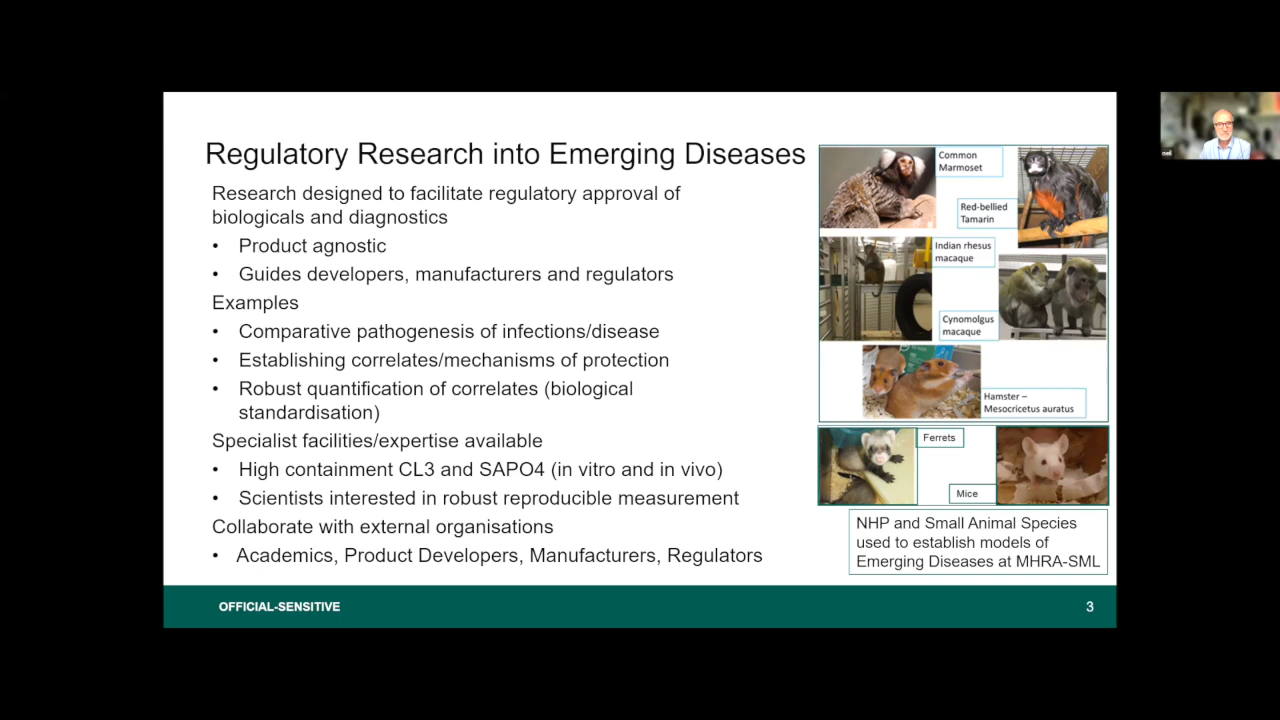 Regulatory Research into Emerging Diseases
Research designed to facilitate regulatory approval of
biologicals and diagnostics
• Product agnostic
• Guides developers, manufacturers and regulators
Examples
• Comparative pathogenesis of infections/disease
• Establishing correlates/mechanisms of protection
• Robust quantification of correlates (biological
standardisation)
Specialist facilities/expertise available
• High containment CL3 and SAPO4 (in vitro and in vivo)
• Scientists interested in robust reproducible measurement
Collaborate with external organisations
• Academics, Product Developers, Manufacturers, Regulators
Common
Marmoset
Red-bellied
Tamarin
Indian rhesus
macaque
Cynomolgus
macaque
Hamster –
Mesocricetus auratus
Ferrets
Mice
NHP and Small Animal Species
used to establish models of
Emerging Diseases at MHRA-SML
OFFICIAL-SENSITIVE
3
neil